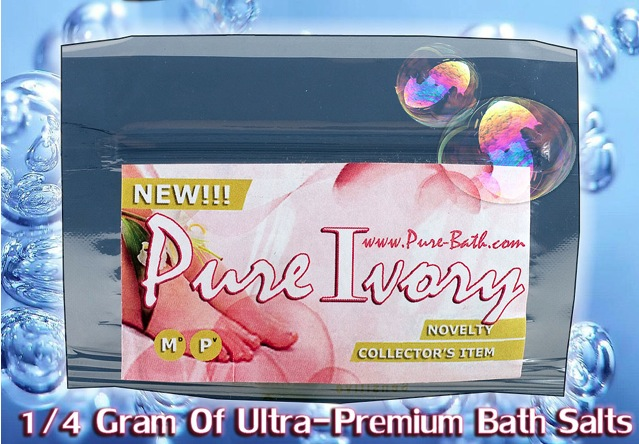 NEW!!!
www.Pure-Bath.com
Pure Ivory
NOVELTY
COLLECTOR'S ITEM
M P
1/4 Gram Of Ultra-Premium Bath Salts